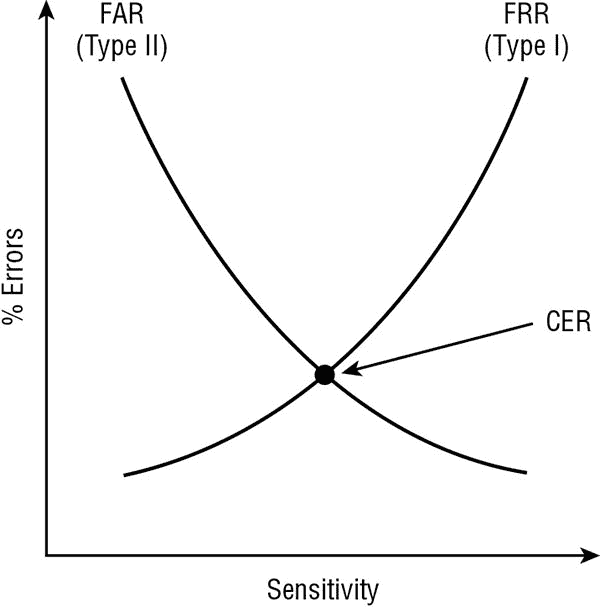 FAR
(Type II)
FRR
(Type I)
% Errors
CER
Sensitivity